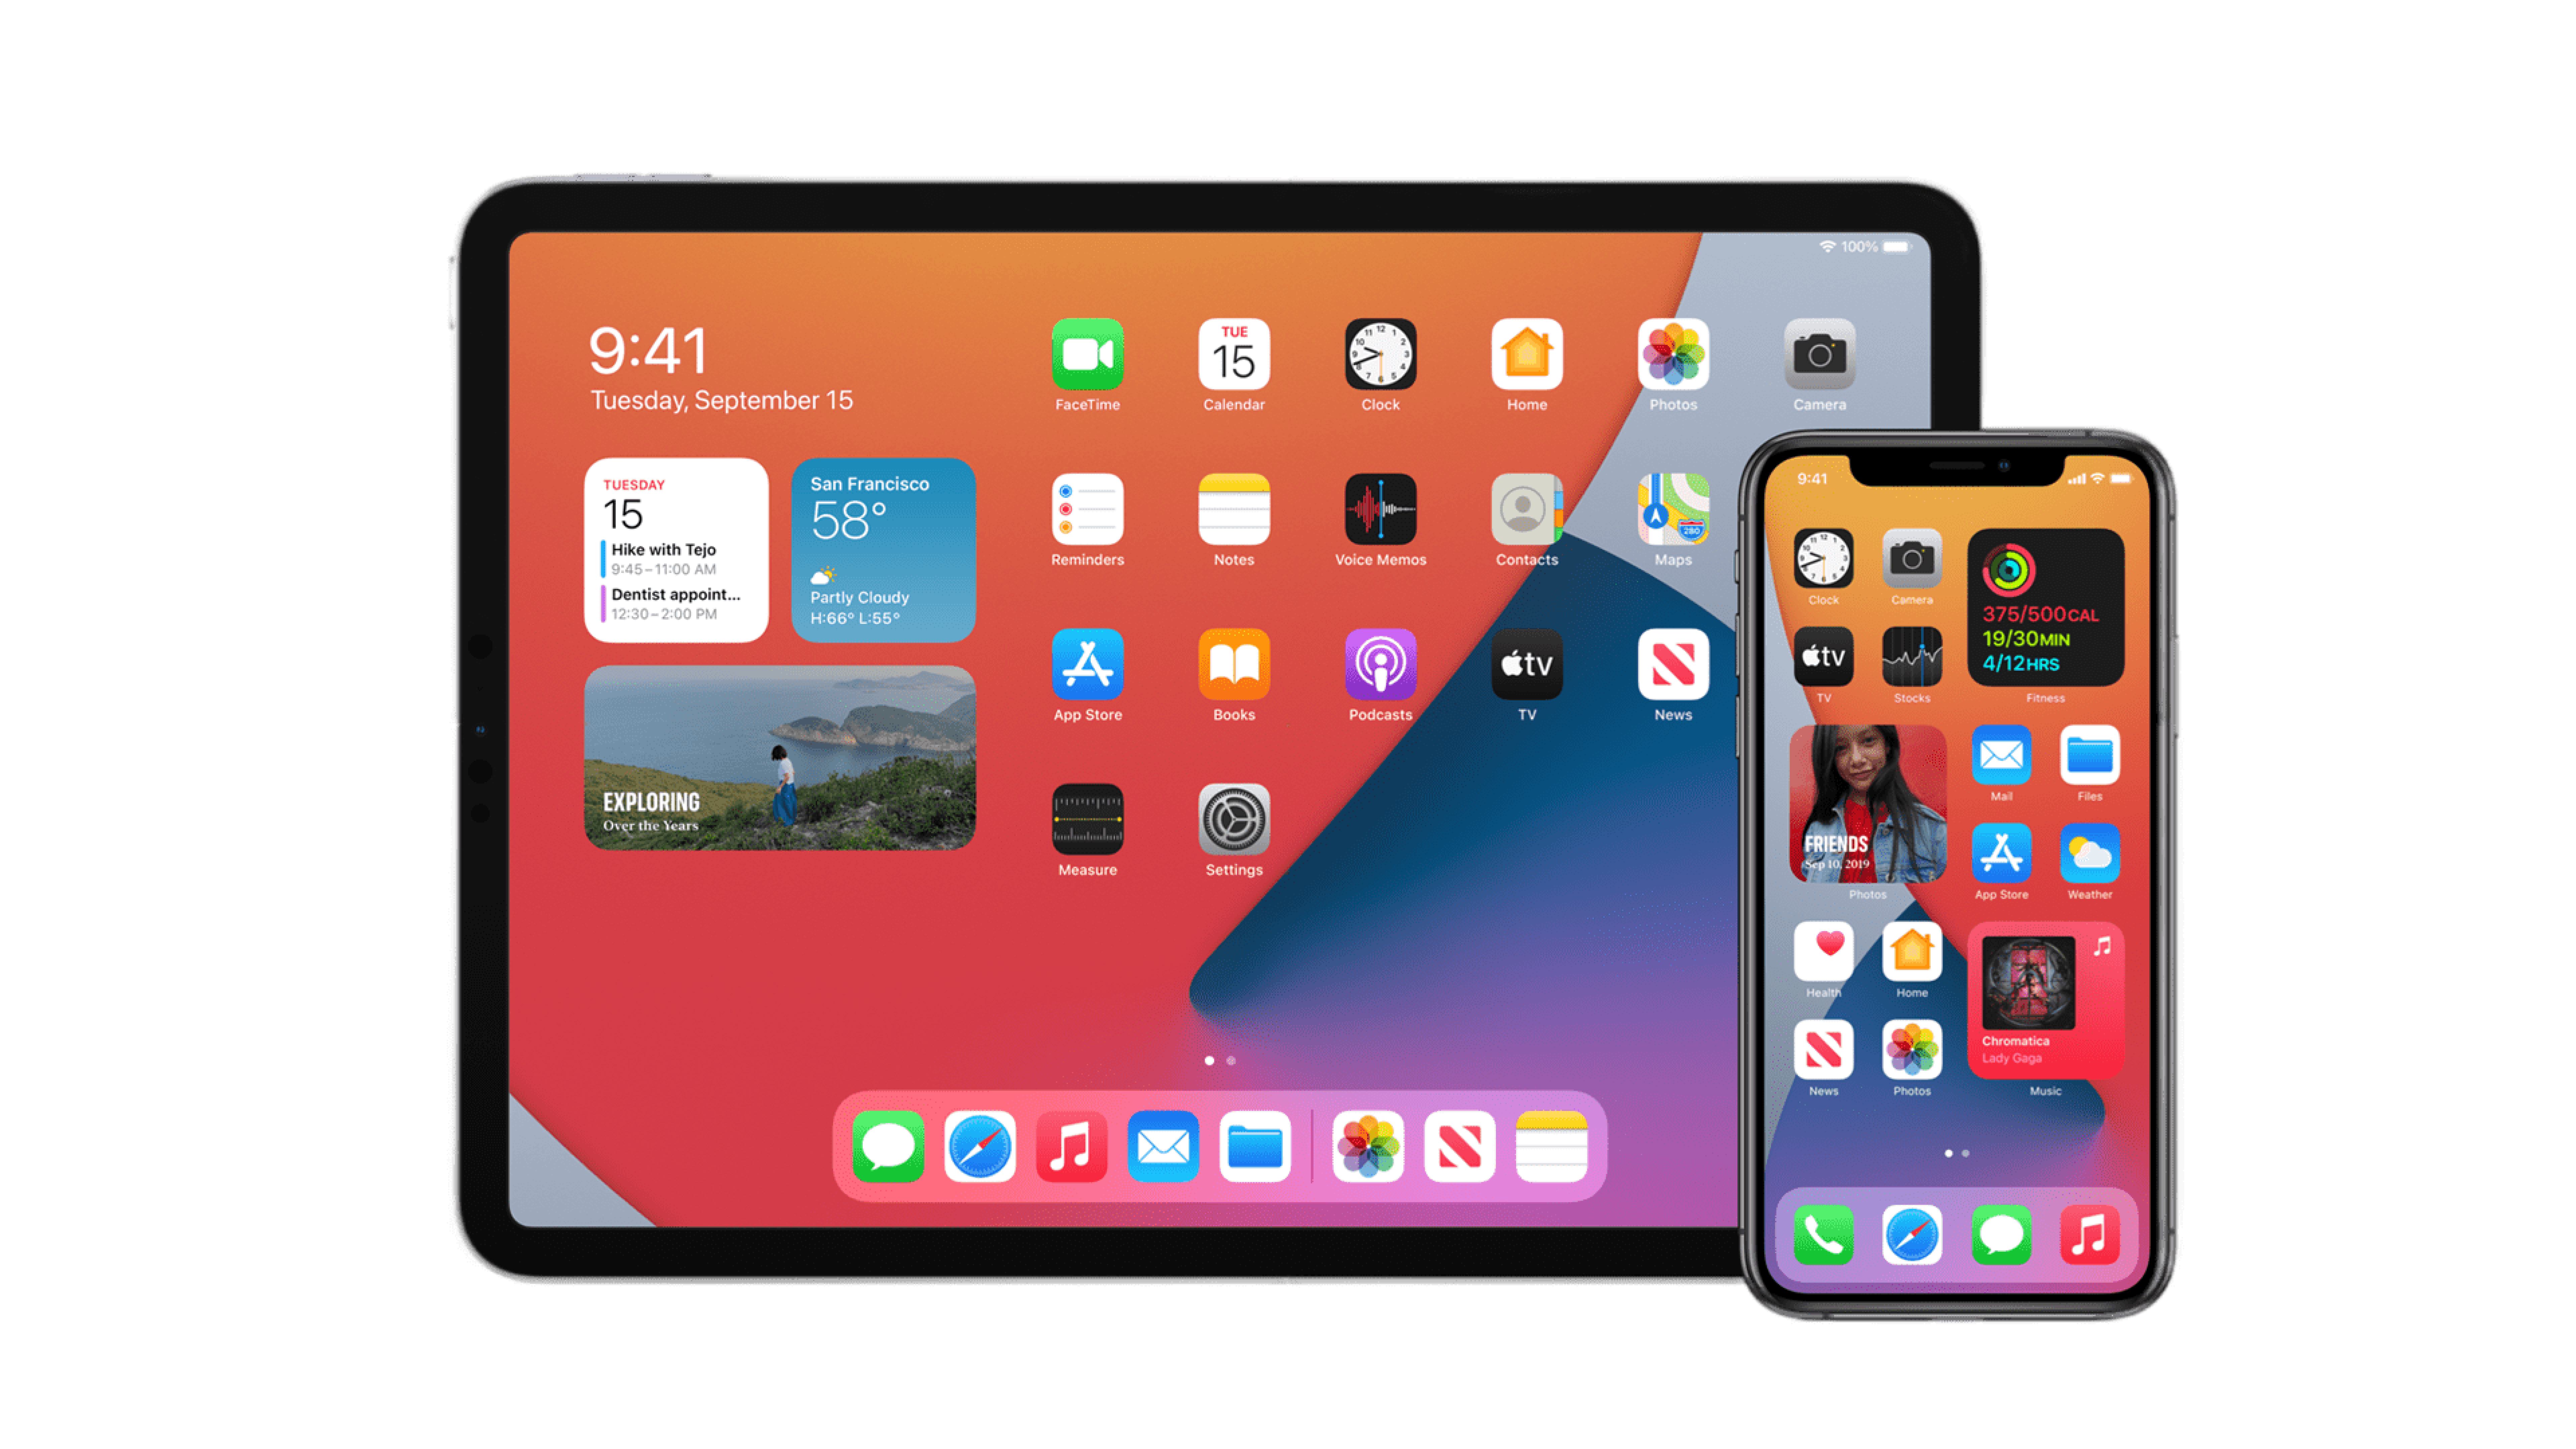 100%
9:41
Tuesday, September 15
TUESDAY
15
Hike with Tejo
9:45–11:00 AM
Dentist appoint...
12:30–2:00 PM
San Francisco
58°
Partly Cloudy
H:66° L:55°
EXPLORING
Over the Years
TUE
15
FaceTime
Calendar
Clock
Home
Photos
Camera
Reminders
Notes
Voice Memos
Contacts
280
Maps
App Store
Books
Podcasts
tv
TV
News
Measure
Settings
9:41
Clock
Camera
tv
TV
Stocks
375/500CAL
19/30MIN
4/12HRS
Fitness
FRIENDS
Sep 10, 2019
Photos
Mail
Files
App Store
Weather
Health
Home
News
Photos
Chromatica
Lady Gaga
Music